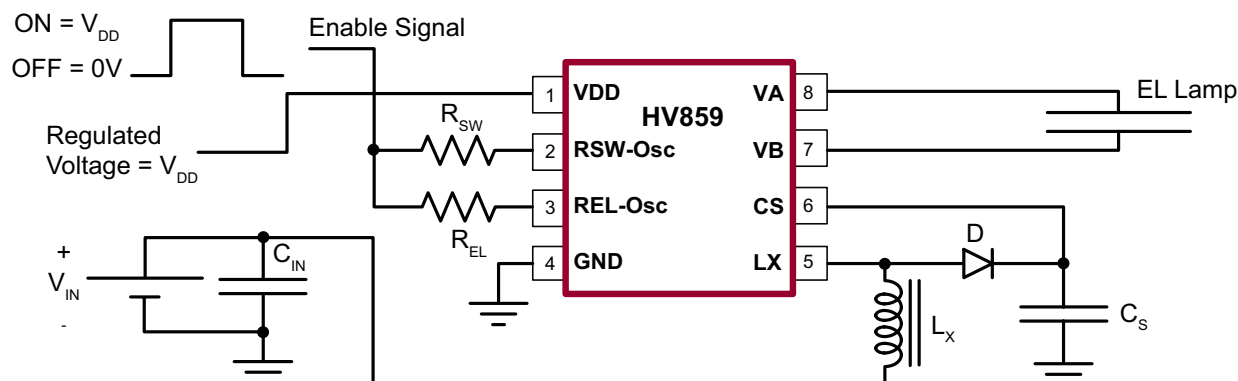 ON = VDD
OFF = 0V
Enable Signal
Regulated
Voltage = VDD
RSW
REL
HV859
1 VDD
2 RSW-Osc
3 REL-Osc
4 GND
VA 8
VB 7
CS 6
LX 5
EL Lamp
D
+
VIN
-
CIN
LX
CS